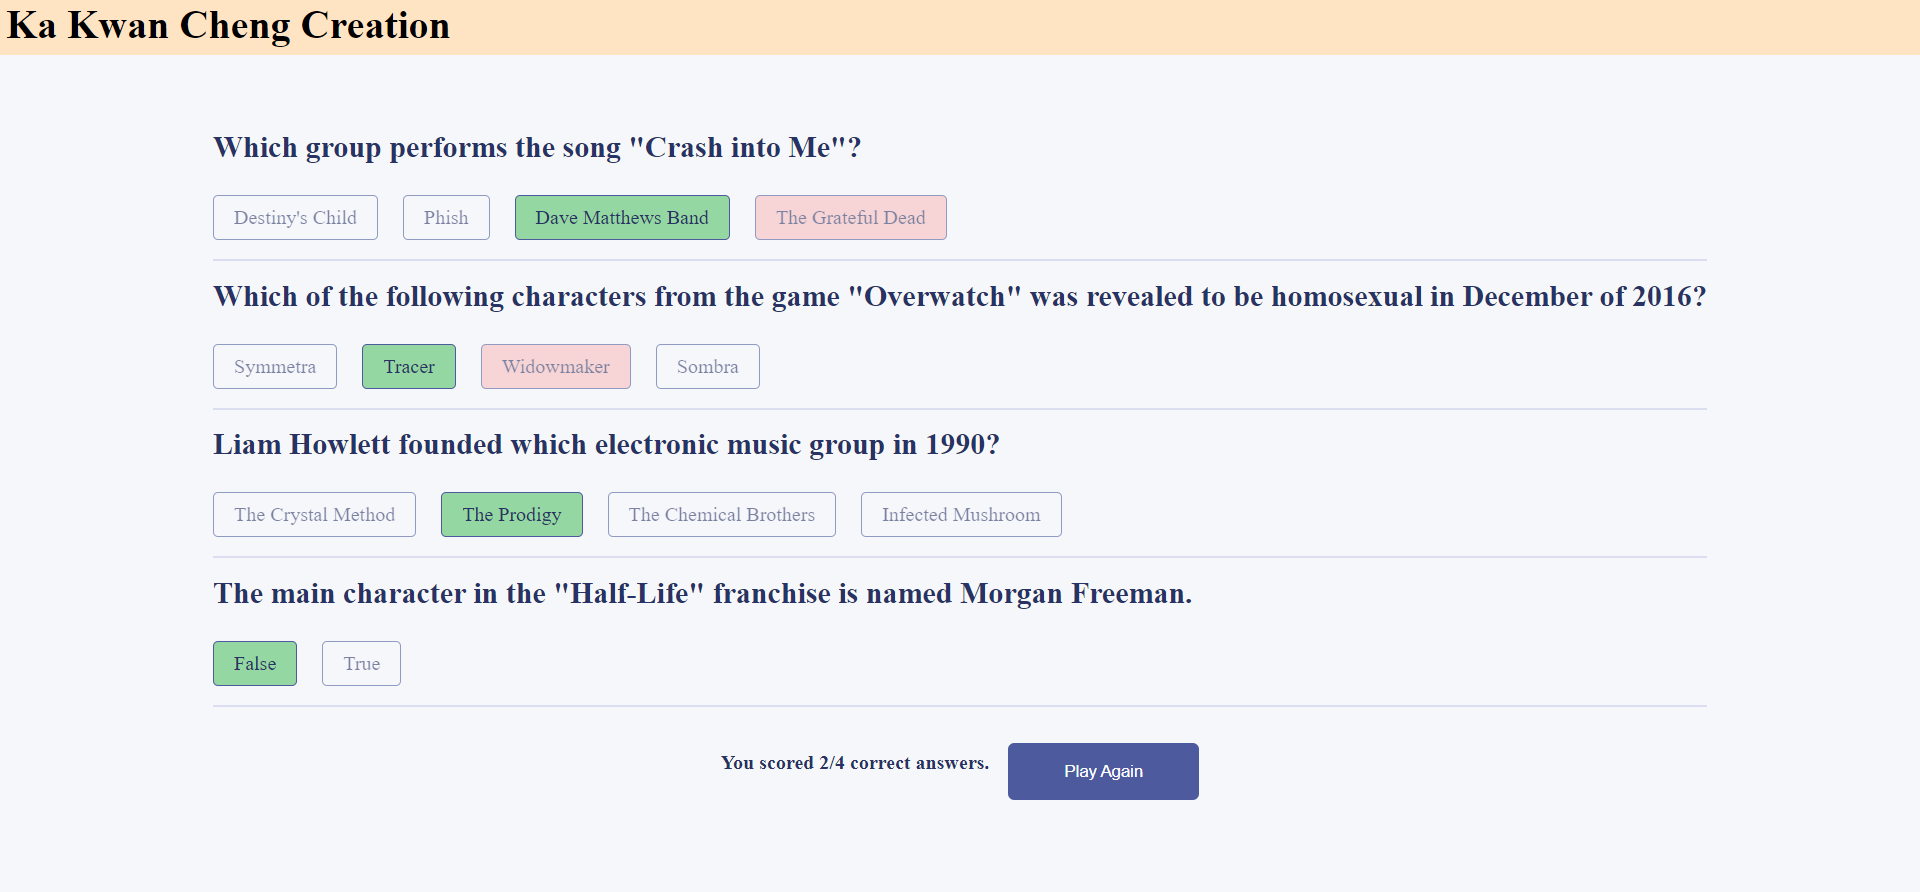 Ka Kwan Cheng Creation
Which group performs the song "Crash into Me"?
Destiny's Child Phish Dave Matthews Band The Grateful Dead
Which of the following characters from the game "Overwatch" was revealed to be homosexual in December of 2016?
Symmetra Tracer Widowmaker Sombra
Liam Howlett founded which electronic music group in 1990?
The Crystal Method The Prodigy The Chemical Brothers Infected Mushroom
The main character in the "Half-Life" franchise is named Morgan Freeman.
False True
You scored 2/4 correct answers. Play Again